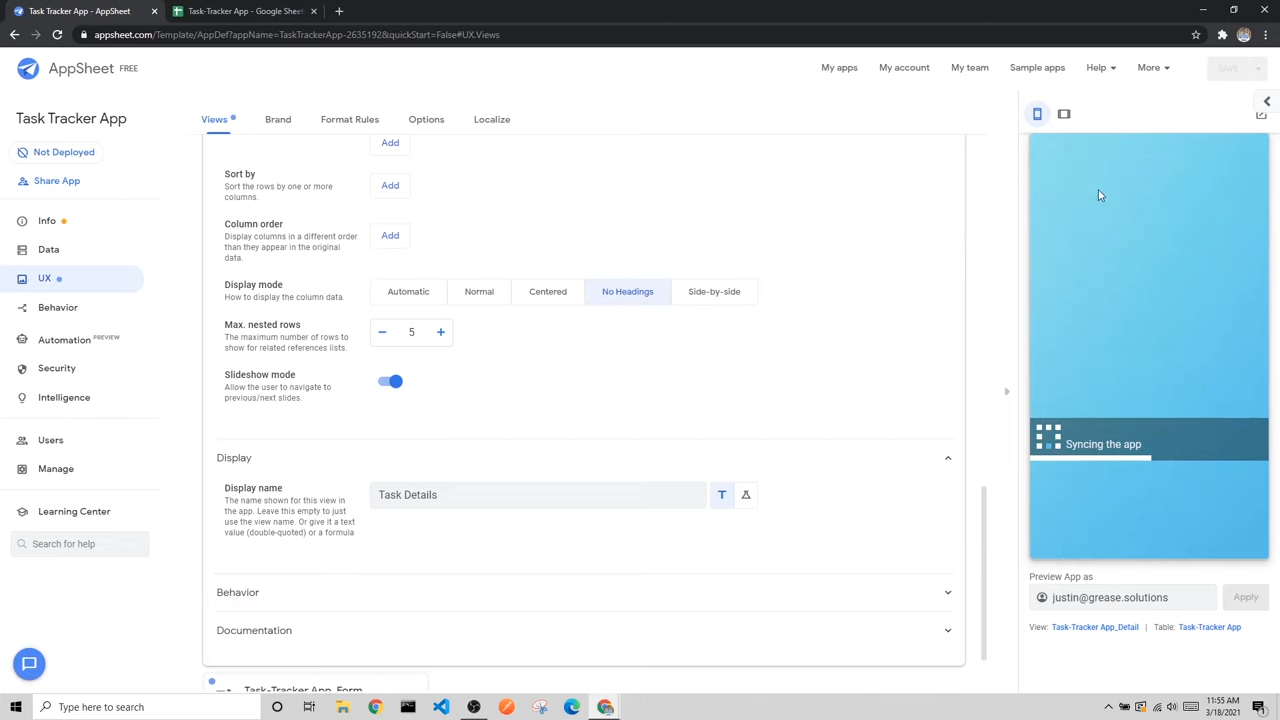 Task Tracker App - AppSheet
Task-Tracker App - Google Sheet
appsheet.com/Template/AppDef?appName=TaskTrackerApp-2635192&quickStart=False#UX.Views
AppSheet FREE
My apps
My account
My team
Sample apps
Help
More
SAVE
Task Tracker App
Not Deployed
Share App
Info
Data
UX
Behavior
Automation PREVIEW
Security
Intelligence
Users
Manage
Learning Center
Search for help
Views
Brand
Format Rules
Options
Localize
Add
Sort by
Sort the rows by one or more
columns.
Add
Column order
Display columns in a different order
than they appear in the original
data.
Add
Display mode
How to display the column data.
Automatic
Normal
Centered
No Headings
Side-by-side
Max. nested rows
The maximum number of rows to
show for related references lists.
5
Slideshow mode
Allow the user to navigate to
previous/next slides.
Display
Display name
The name shown for this view in
the app. Leave this empty to just
use the view name. Or give it a text
value (double-quoted) or a formula
Task Details
T
Behavior
Documentation
Task-Tracker App_Form
Syncing the app
Preview App as
justin@grease.solutions
Apply
View: Task-Tracker App_Detail | Table: Task-Tracker App
Type here to search
11:55 AM
3/18/2021
1